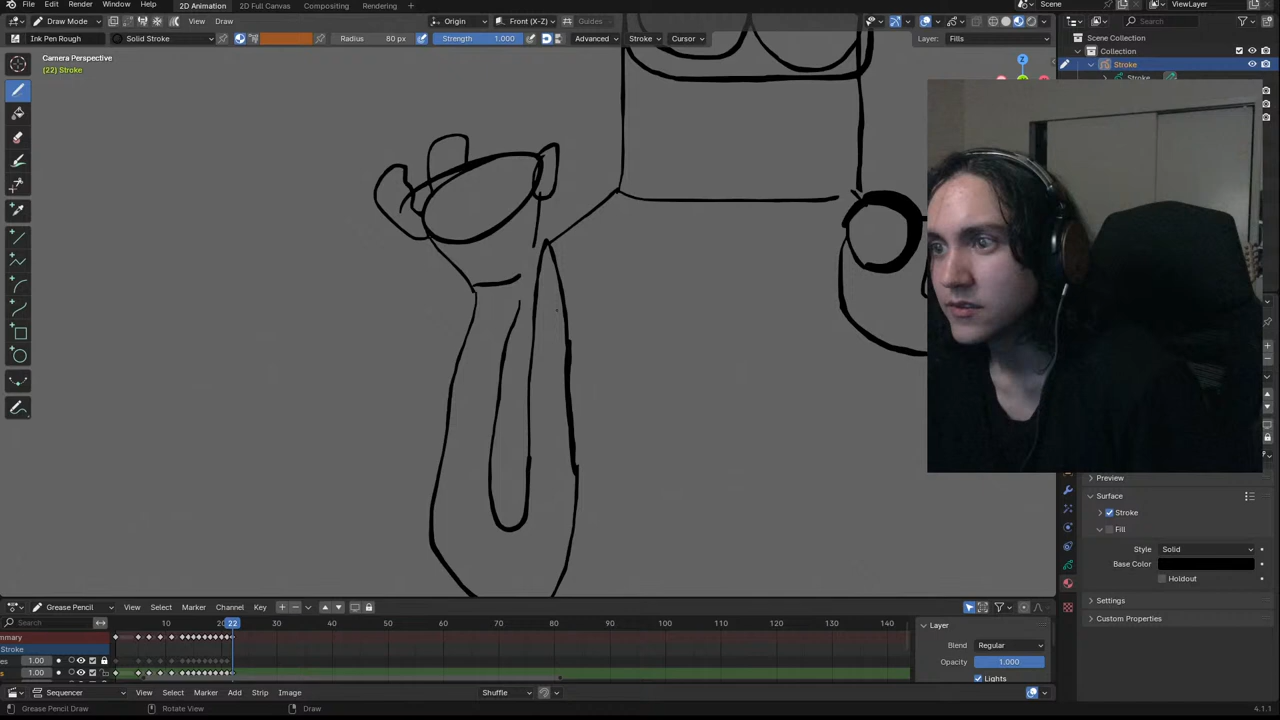 File Edit Render Window Help 2D Animation 2D Full Canvas Compositing Rendering Scene ViewLayer
Draw Mode View Draw Origin Front (X-Z) Guides Search
Ink Pen Rough Solid Stroke Radius 80 px Strength 1.000 Advanced Stroke Cursor Layer: Fills
Scene Collection
Collection
Stroke
Stroke
Camera Perspective
(22) Stroke
Preview
Surface
Stroke
Fill
Style Solid
Base Color
Holdout
Settings
Custom Properties
Grease Pencil View Select Marker Channel Key
Search 10 22 30 40 50 60 70 80 90 100 110 120 130 140
mmary
Stroke
es 1.00
s 1.00
Layer
Blend Regular
Opacity 1.000
Lights
Sequencer View Select Marker Add Strip Image Shuffle
Grease Pencil Draw Rotate View Draw 4.1.1